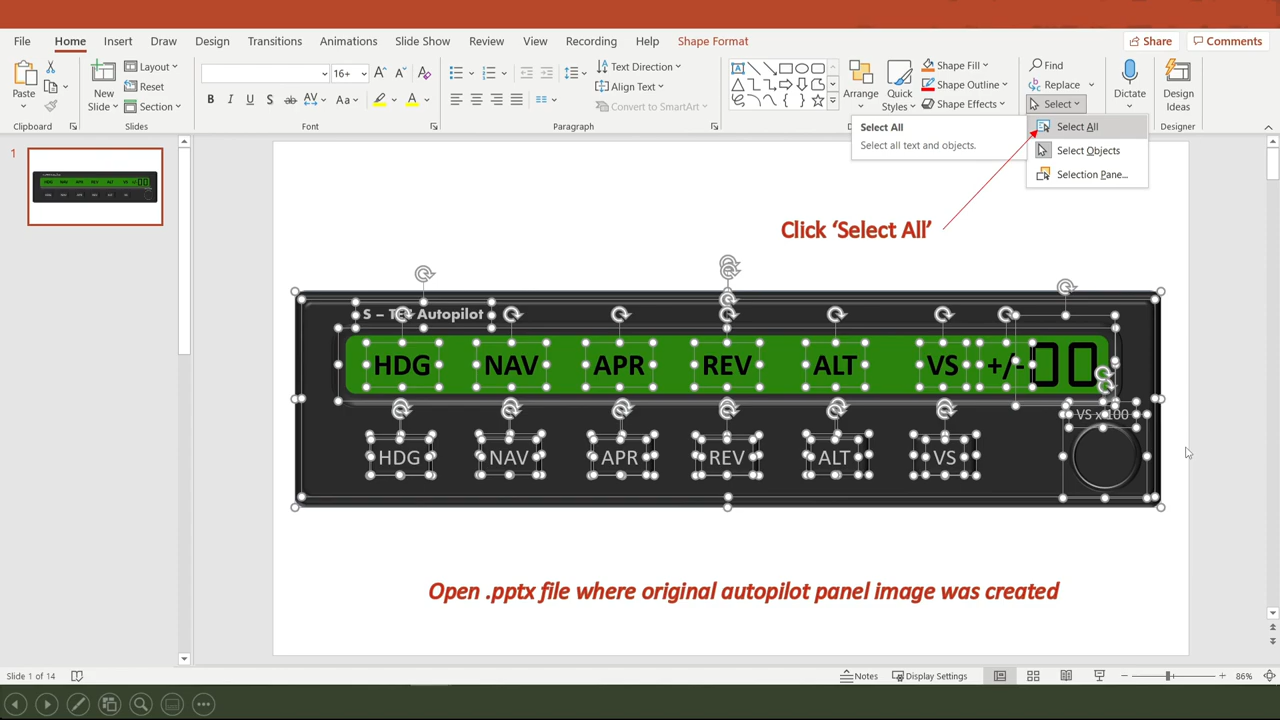 File Home Insert Draw Design Transitions Animations Slide Show Review View Recording Help Shape Format Share Comments
Paste New Slide Layout Reset Section
16+ A A A
B I U S ab AV Aa A
Text Direction
Align Text
Convert to SmartArt
Arrange Quick Styles
Shape Fill
Shape Outline
Shape Effects
Find
Replace
Select
Dictate Design Ideas
Clipboard Slides Font Paragraph Designer
Select All
Select all text and objects.
Select All
Select Objects
Selection Pane...
1
Click ‘Select All’
S – TEC Autopilot
HDG NAV APR REV ALT VS +/- 00
VS x 100
HDG NAV APR REV ALT VS
Open .pptx file where original autopilot panel image was created
Slide 1 of 14 Notes Display Settings 86%